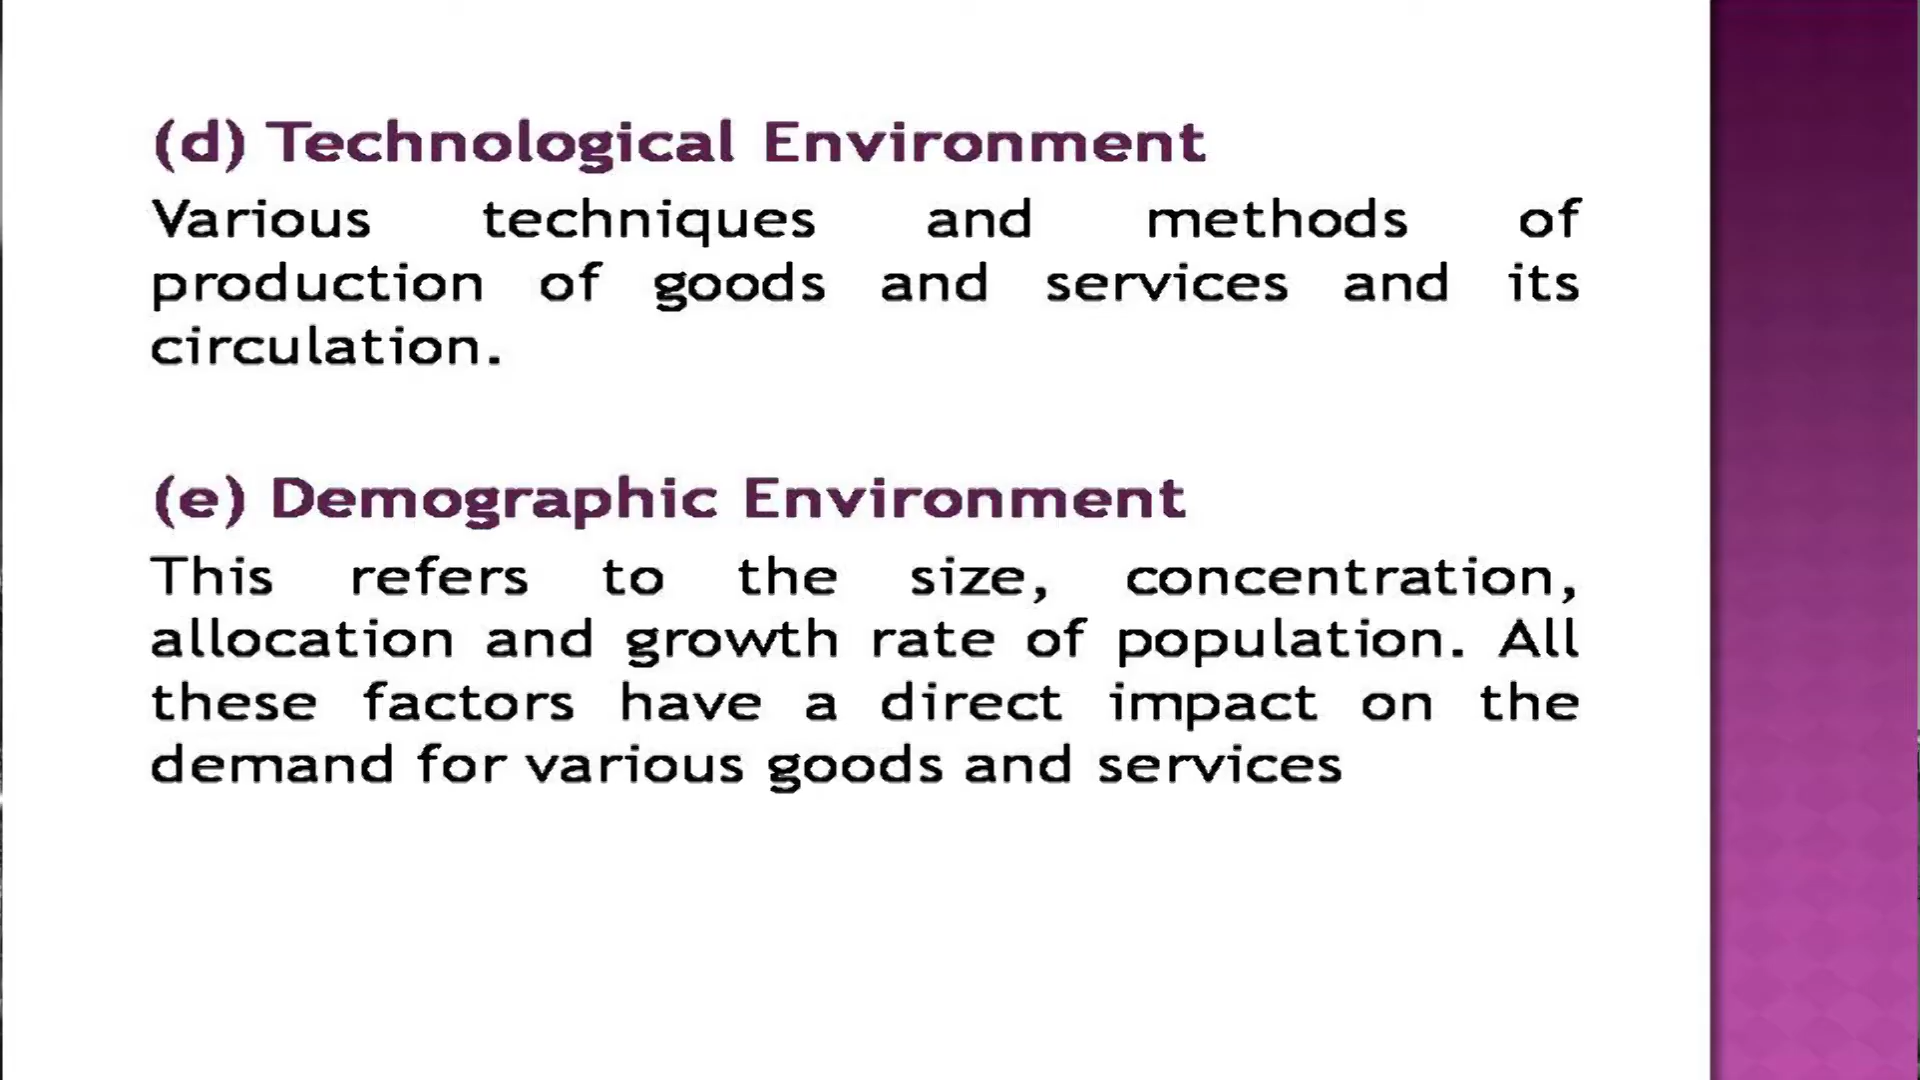 (d) Technological Environment
Various techniques and methods of
production of goods and services and its
circulation.
(e) Demographic Environment
This refers to the size, concentration,
allocation and growth rate of population. All
these factors have a direct impact on the
demand for various goods and services